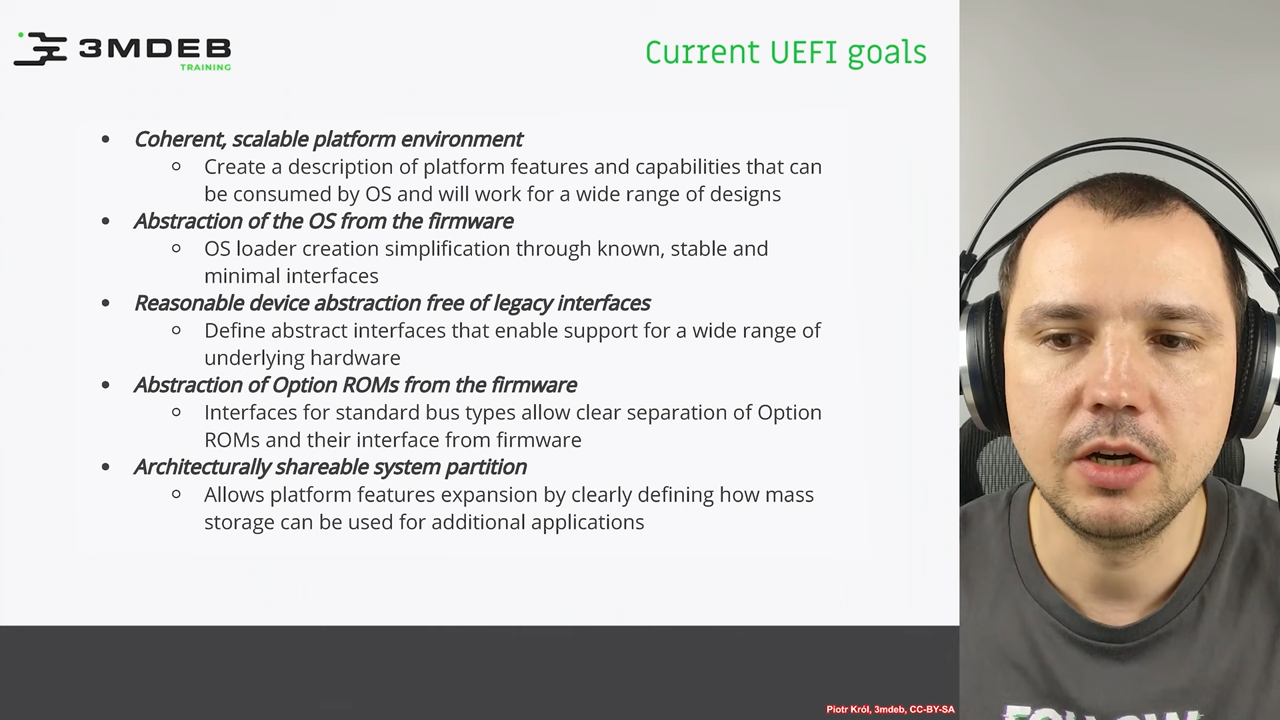 3MDEB
TRAINING
Current UEFI goals
• Coherent, scalable platform environment
○ Create a description of platform features and capabilities that can
be consumed by OS and will work for a wide range of designs
• Abstraction of the OS from the firmware
○ OS loader creation simplification through known, stable and
minimal interfaces
• Reasonable device abstraction free of legacy interfaces
○ Define abstract interfaces that enable support for a wide range of
underlying hardware
• Abstraction of Option ROMs from the firmware
○ Interfaces for standard bus types allow clear separation of Option
ROMs and their interface from firmware
• Architecturally shareable system partition
○ Allows platform features expansion by clearly defining how mass
storage can be used for additional applications
Piotr Król, 3mdeb, CC-BY-SA